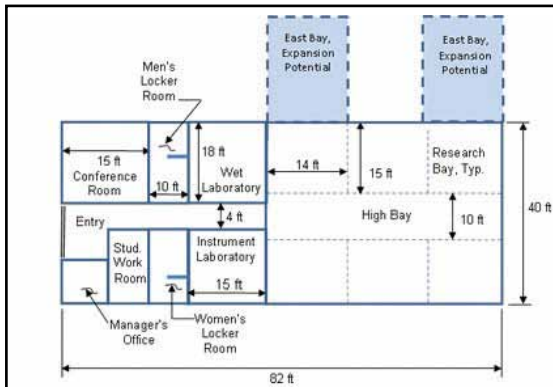 East Bay,
Expansion
Potential
East Bay,
Expansion
Potential
Men's
Locker
Room
15 ft
Conference
Room
10 ft
18 ft
Wet
Laboratory
14 ft
15 ft
Research
Bay, Typ.
40 ft
Entry
4 ft
High Bay
10 ft
Stud.
Work
Room
Instrument
Laboratory
15 ft
Manager's
Office
Women's
Locker
Room
82 ft